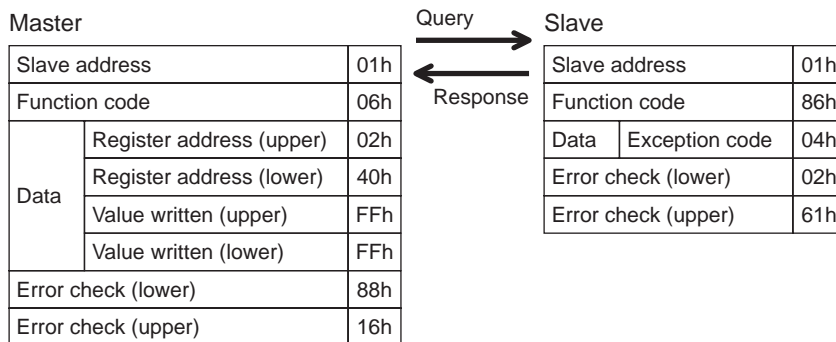 Master
Slave address 01h
Function code 06h
Data
Register address (upper) 02h
Register address (lower) 40h
Value written (upper) FFh
Value written (lower) FFh
Error check (lower) 88h
Error check (upper) 16h
Query
Response
Slave
Slave address 01h
Function code 86h
Data Exception code 04h
Error check (lower) 02h
Error check (upper) 61h